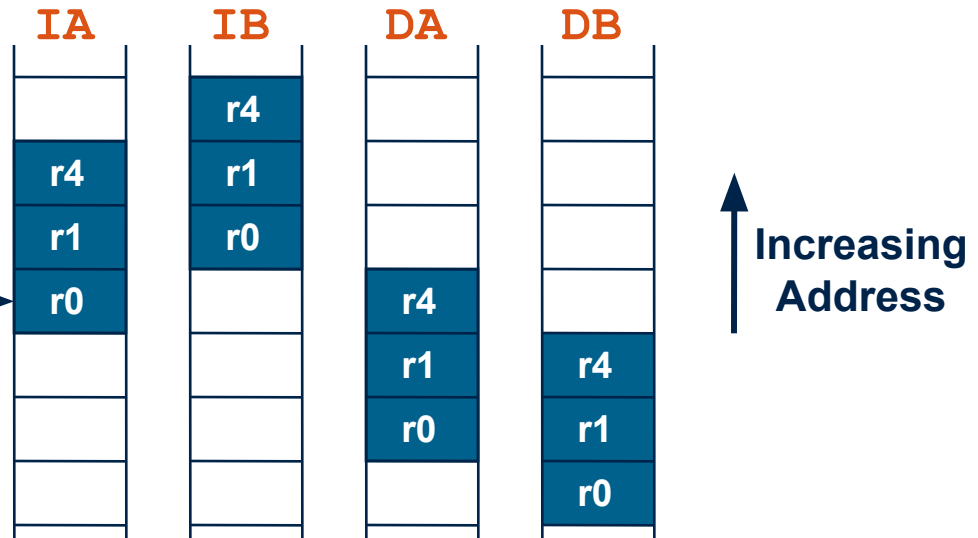 IA IB DA DB
r4
r4 r1
r1 r0
r0 r4
r1 r4
r0 r1
r0
Increasing
Address